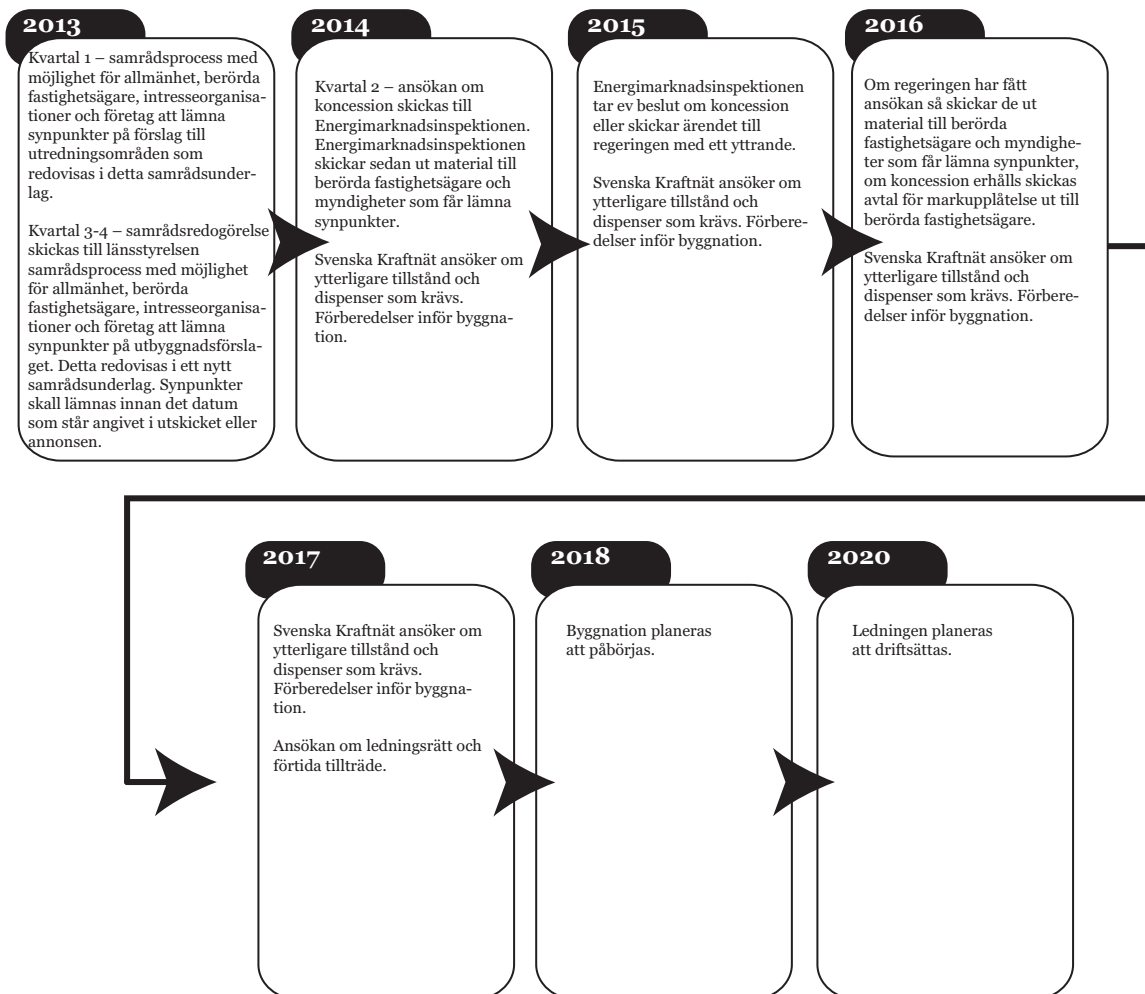 2013
Kvartal 1 – samrådsprocess med
möjlighet för allmänhet, berörda
fastighetsägare, intresseorganisa-
tioner och företag att lämna
synpunkter på förslag till
utredningsområden som
redovisas i detta samrådsunder-
lag.
Kvartal 3-4 – samrådsredogörelse
skickas till länsstyrelsen
samrådsprocess med möjlighet
för allmänhet, berörda
fastighetsägare, intresseorganisa-
tioner och företag att lämna
synpunkter på utbyggnadsförsla-
get. Detta redovisas i ett nytt
samrådsunderlag. Synpunkter
skall lämnas innan det datum
som står angivet i utskicket eller
annonsen.
2014
Kvartal 2 – ansökan om
koncession skickas till
Energimarknadsinspektionen.
Energimarknadsinspektionen
skickar sedan ut material till
berörda fastighetsägare och
myndigheter som får lämna
synpunkter.
Svenska Kraftnät ansöker om
ytterligare tillstånd och
dispenser som krävs.
Förberedelser inför byggna-
tion.
2015
Energimarknadsinspektionen
tar ev beslut om koncession
eller skickar ärendet till
regeringen med ett yttrande.
Svenska Kraftnät ansöker om
ytterligare tillstånd och
dispenser som krävs. Förbere-
delser inför byggnation.
2016
Om regeringen har fått
ansökan så skickar de ut
material till berörda
fastighetsägare och myndighe-
ter som får lämna synpunkter,
om koncession erhålls skickas
avtal för markupplåtelse ut till
berörda fastighetsägare.
Svenska Kraftnät ansöker om
ytterligare tillstånd och
dispenser som krävs. Förbere-
delser inför byggnation.
2017
Svenska Kraftnät ansöker om
ytterligare tillstånd och
dispenser som krävs.
Förberedelser inför byggna-
tion.
Ansökan om ledningsrätt och
förtida tillträde.
2018
Byggnation planeras
att påbörjas.
2020
Ledningen planeras
att driftsättas.